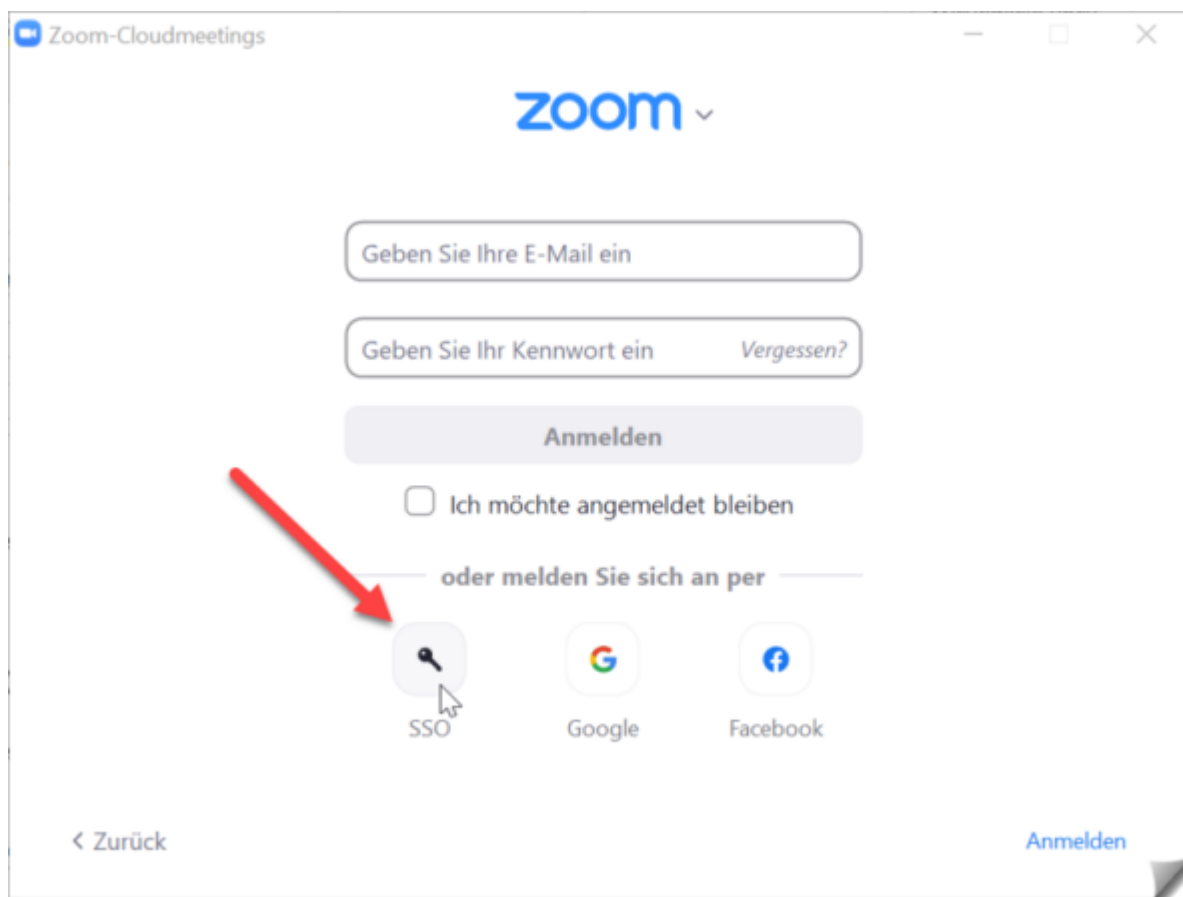 Zoom-Cloudmeetings
zoom
Geben Sie Ihre E-Mail ein
Geben Sie Ihr Kennwort ein Vergessen?
Anmelden
Ich möchte angemeldet bleiben
oder melden Sie sich an per
SSO Google Facebook
Zurück Anmelden